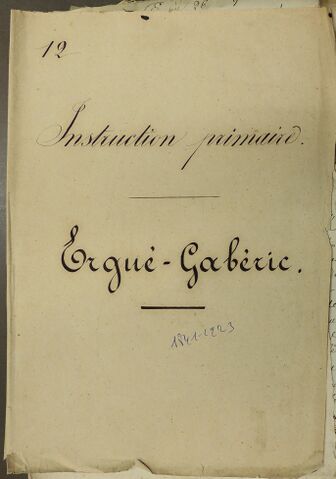 12
Instruction primaire.
Ergué-Gabéric.
1841-1923